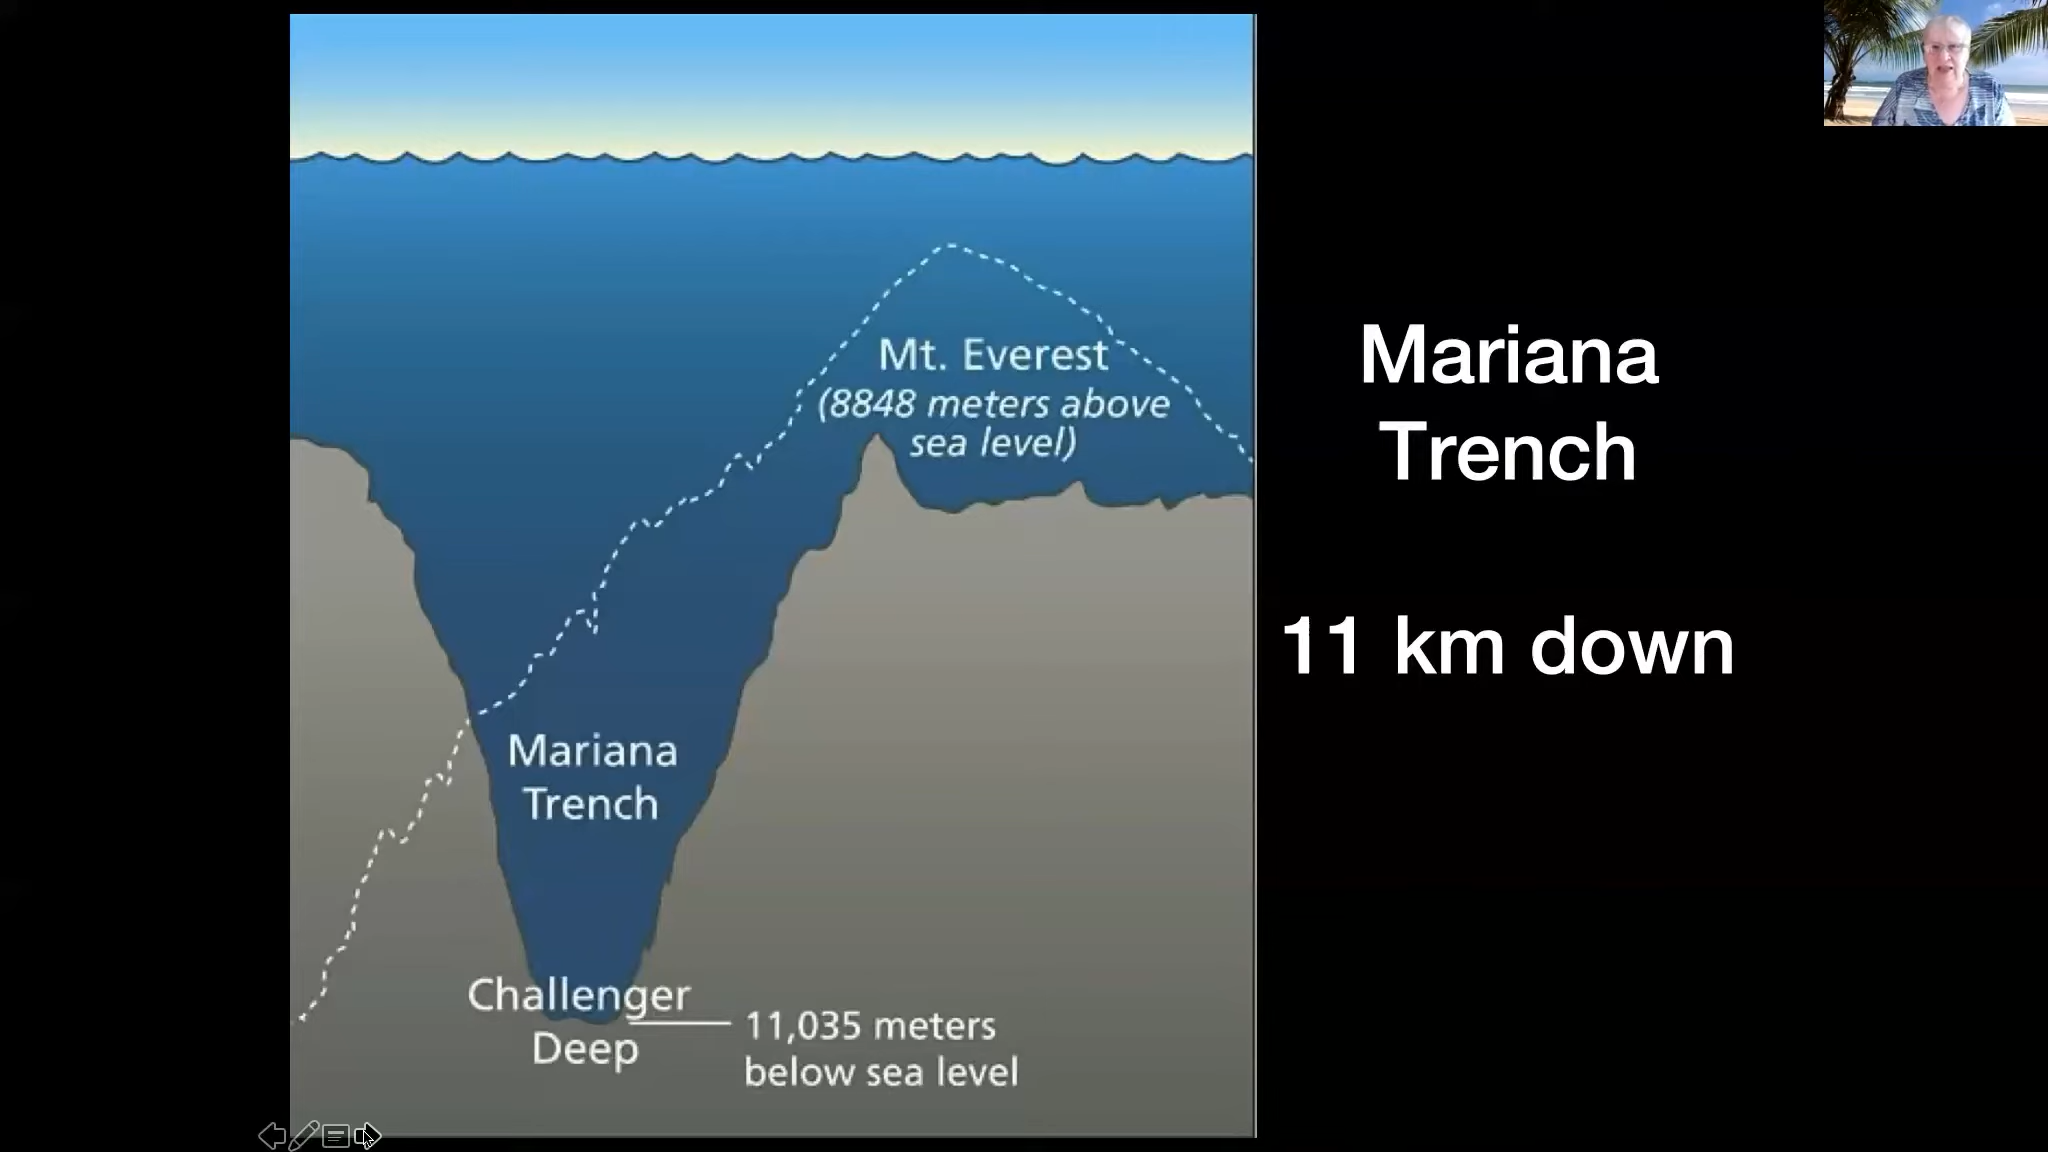 Mt. Everest
(8848 meters above
sea level)
Mariana
Trench
Challenger
Deep
11,035 meters
below sea level
Mariana
Trench
11 km down